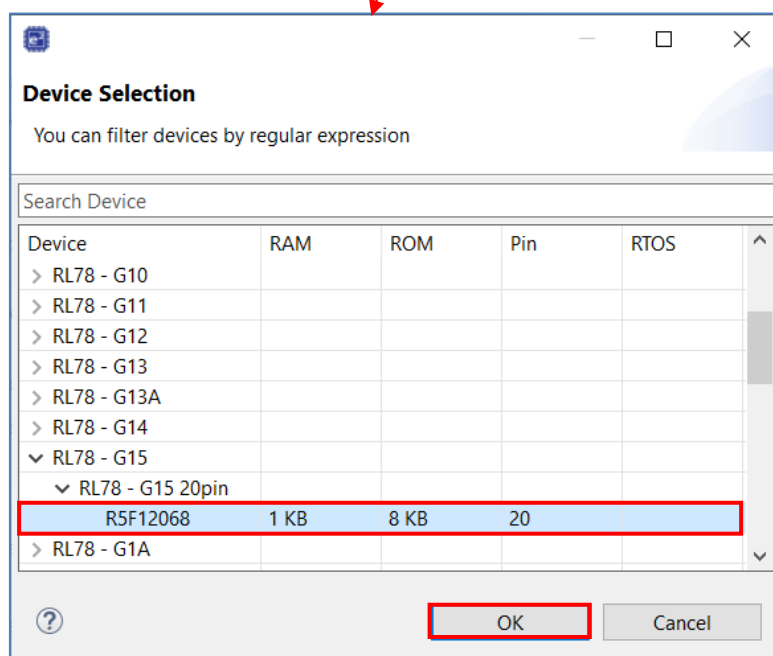 Device Selection
You can filter devices by regular expression
Search Device
Device RAM ROM Pin RTOS
RL78 - G10
RL78 - G11
RL78 - G12
RL78 - G13
RL78 - G13A
RL78 - G14
RL78 - G15
RL78 - G15 20pin
R5F12068 1 KB 8 KB 20
RL78 - G1A
OK Cancel